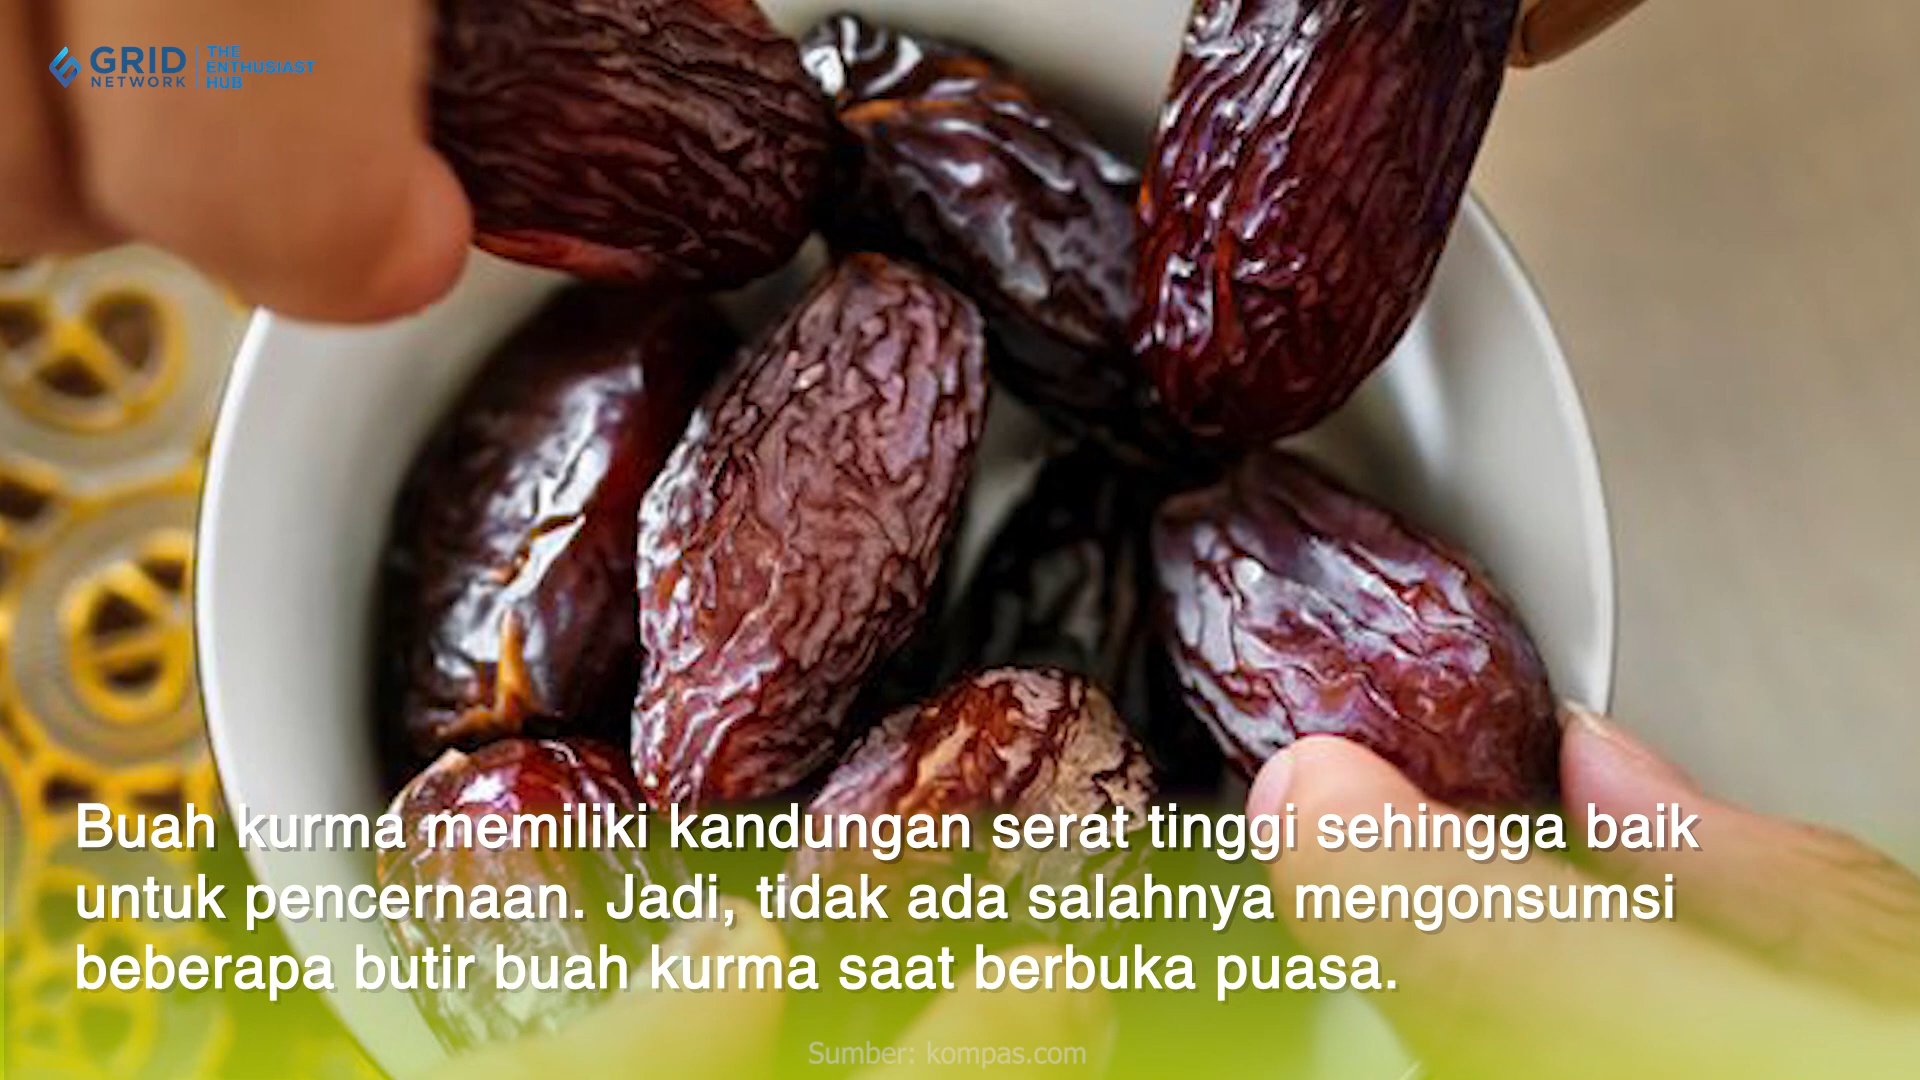 GRID
NETWORK
THE
ENTHUSIAST
HUB
Buah kurma memiliki kandungan serat tinggi sehingga baik
untuk pencernaan. Jadi, tidak ada salahnya mengonsumsi
beberapa butir buah kurma saat berbuka puasa.
Sumber: kompas.com